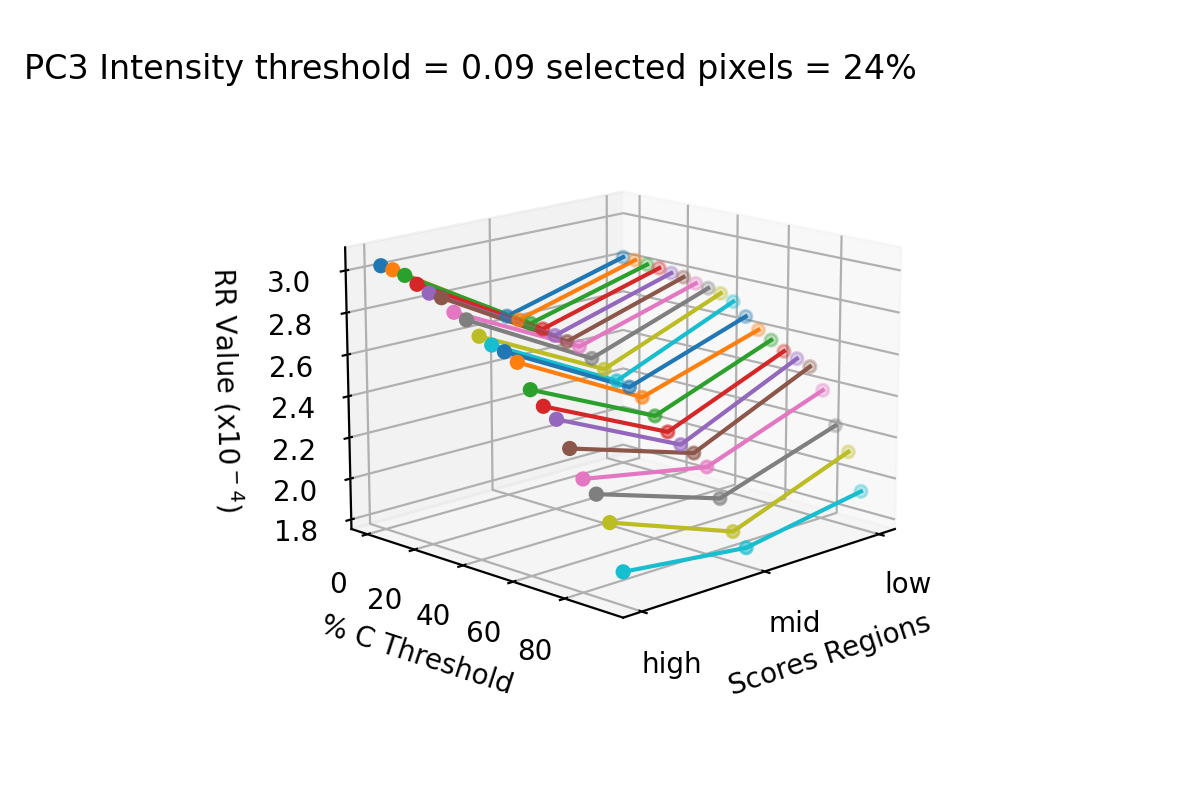 PC3 Intensity threshold = 0.09 selected pixels = 24%
3.0
2.8
2.6
2.4
2.2
2.0
1.8
RR Value (x10⁻⁴)
0
20
40
60
80
% C Threshold
high
mid
low
Scores Regions